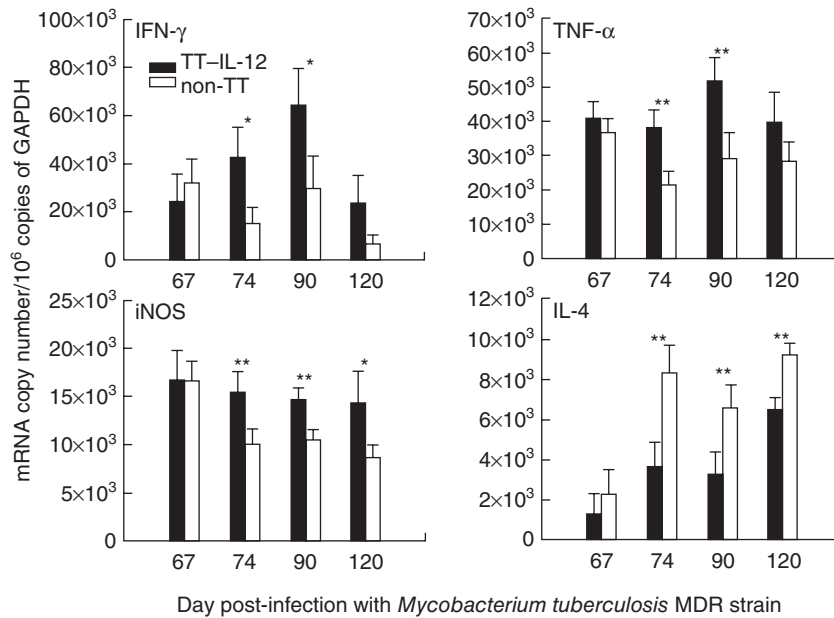 mRNA copy number/10⁶ copies of GAPDH
IFN-γ
TT–IL-12
non-TT
100×10³
80×10³
60×10³
40×10³
20×10³
0
*
*
67 74 90 120
TNF-α
70×10³
60×10³
50×10³
40×10³
30×10³
20×10³
10×10³
0
**
**
67 74 90 120
iNOS
25×10³
20×10³
15×10³
10×10³
5×10³
0
** ** *
67 74 90 120
IL-4
12×10³
10×10³
8×10³
6×10³
4×10³
2×10³
0
** ** **
67 74 90 120
Day post-infection with Mycobacterium tuberculosis MDR strain